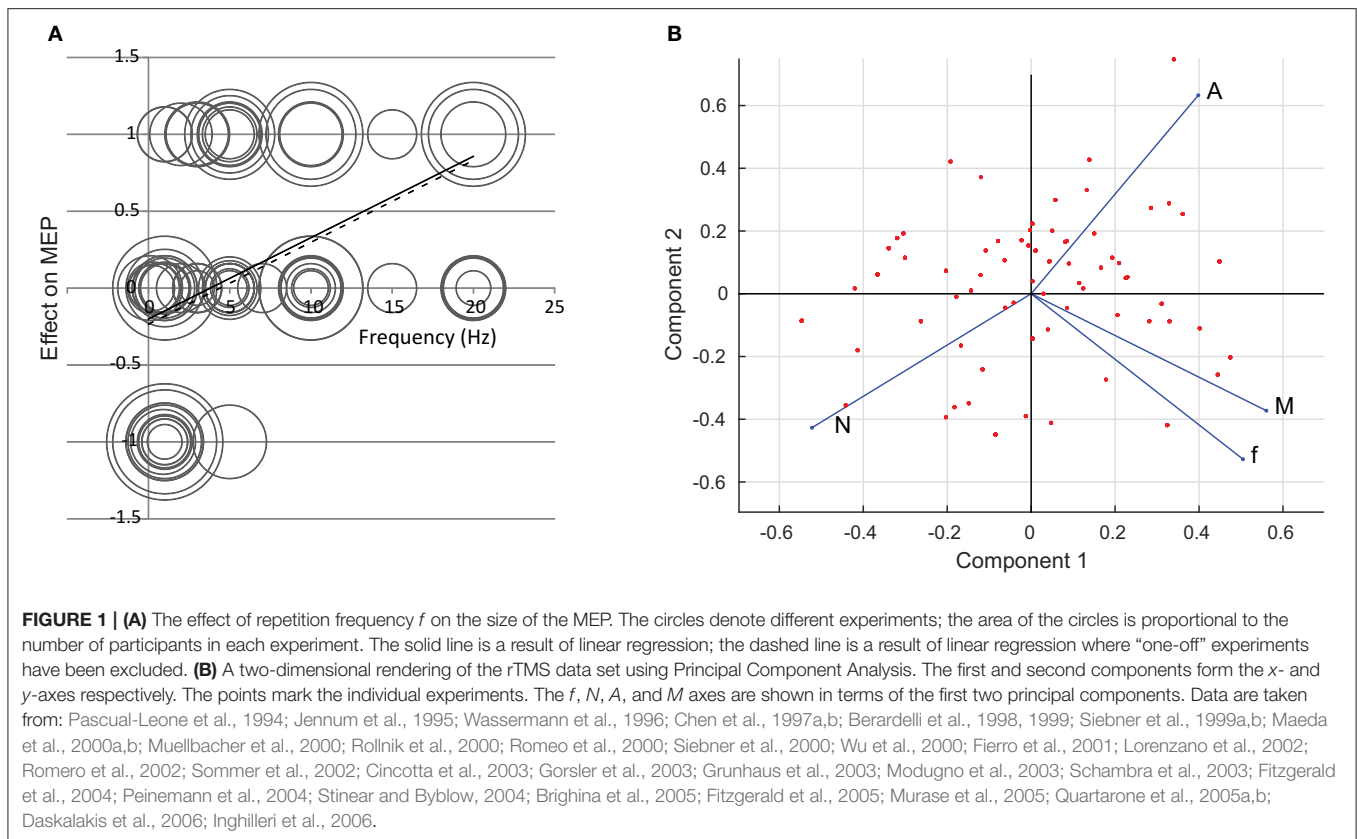 A
1.5
1
0.5
0
0
5
10
15
20
25
Frequency (Hz)
-0.5
-1
-1.5
Effect on MEP
B
0.6
0.4
0.2
0
-0.2
-0.4
-0.6
Component 2
A
N
M
f
-0.6
-0.4
-0.2
0
0.2
0.4
0.6
Component 1
FIGURE 1 | (A) The effect of repetition frequency f on the size of the MEP. The circles denote different experiments; the area of the circles is proportional to the
number of participants in each experiment. The solid line is a result of linear regression; the dashed line is a result of linear regression where “one-off” experiments
have been excluded. (B) A two-dimensional rendering of the rTMS data set using Principal Component Analysis. The first and second components form the x- and
y-axes respectively. The points mark the individual experiments. The f, N, A, and M axes are shown in terms of the first two principal components. Data are taken
from: Pascual-Leone et al., 1994; Jennum et al., 1995; Wassermann et al., 1996; Chen et al., 1997a,b; Berardelli et al., 1998, 1999; Siebner et al., 1999a,b; Maeda
et al., 2000a,b; Muellbacher et al., 2000; Rollnik et al., 2000; Romeo et al., 2000; Siebner et al., 2000; Wu et al., 2000; Fierro et al., 2001; Lorenzano et al., 2002;
Romero et al., 2002; Sommer et al., 2002; Cincotta et al., 2003; Gorsler et al., 2003; Grunhaus et al., 2003; Modugno et al., 2003; Schambra et al., 2003; Fitzgerald
et al., 2004; Peinemann et al., 2004; Stinear and Byblow, 2004; Brighina et al., 2005; Fitzgerald et al., 2005; Murase et al., 2005; Quartarone et al., 2005a,b;
Daskalakis et al., 2006; Inghilleri et al., 2006.